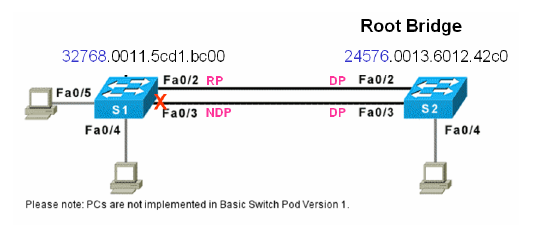 Root Bridge
32768.0011.5cd1.bc00
24576.0013.6012.42c0
Fa0/2 RP
DP Fa0/2
Fa0/5
S1
S2
Fa0/3 NDP
DP Fa0/3
Fa0/4
Fa0/4
Please note: PCs are not implemented in Basic Switch Pod Version 1.